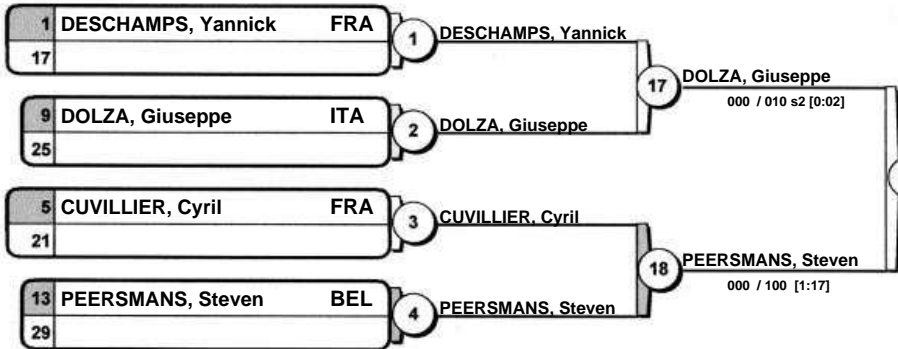 1 DESCHAMPS, Yannick FRA
17
1
DESCHAMPS, Yannick
9 DOLZA, Giuseppe ITA
25
2
DOLZA, Giuseppe
17
DOLZA, Giuseppe
000 / 010 s2 [0:02]
5 CUVILLIER, Cyril FRA
21
3
CUVILLIER, Cyril
13 PEERSMANS, Steven BEL
29
4
PEERSMANS, Steven
18
PEERSMANS, Steven
000 / 100 [1:17]